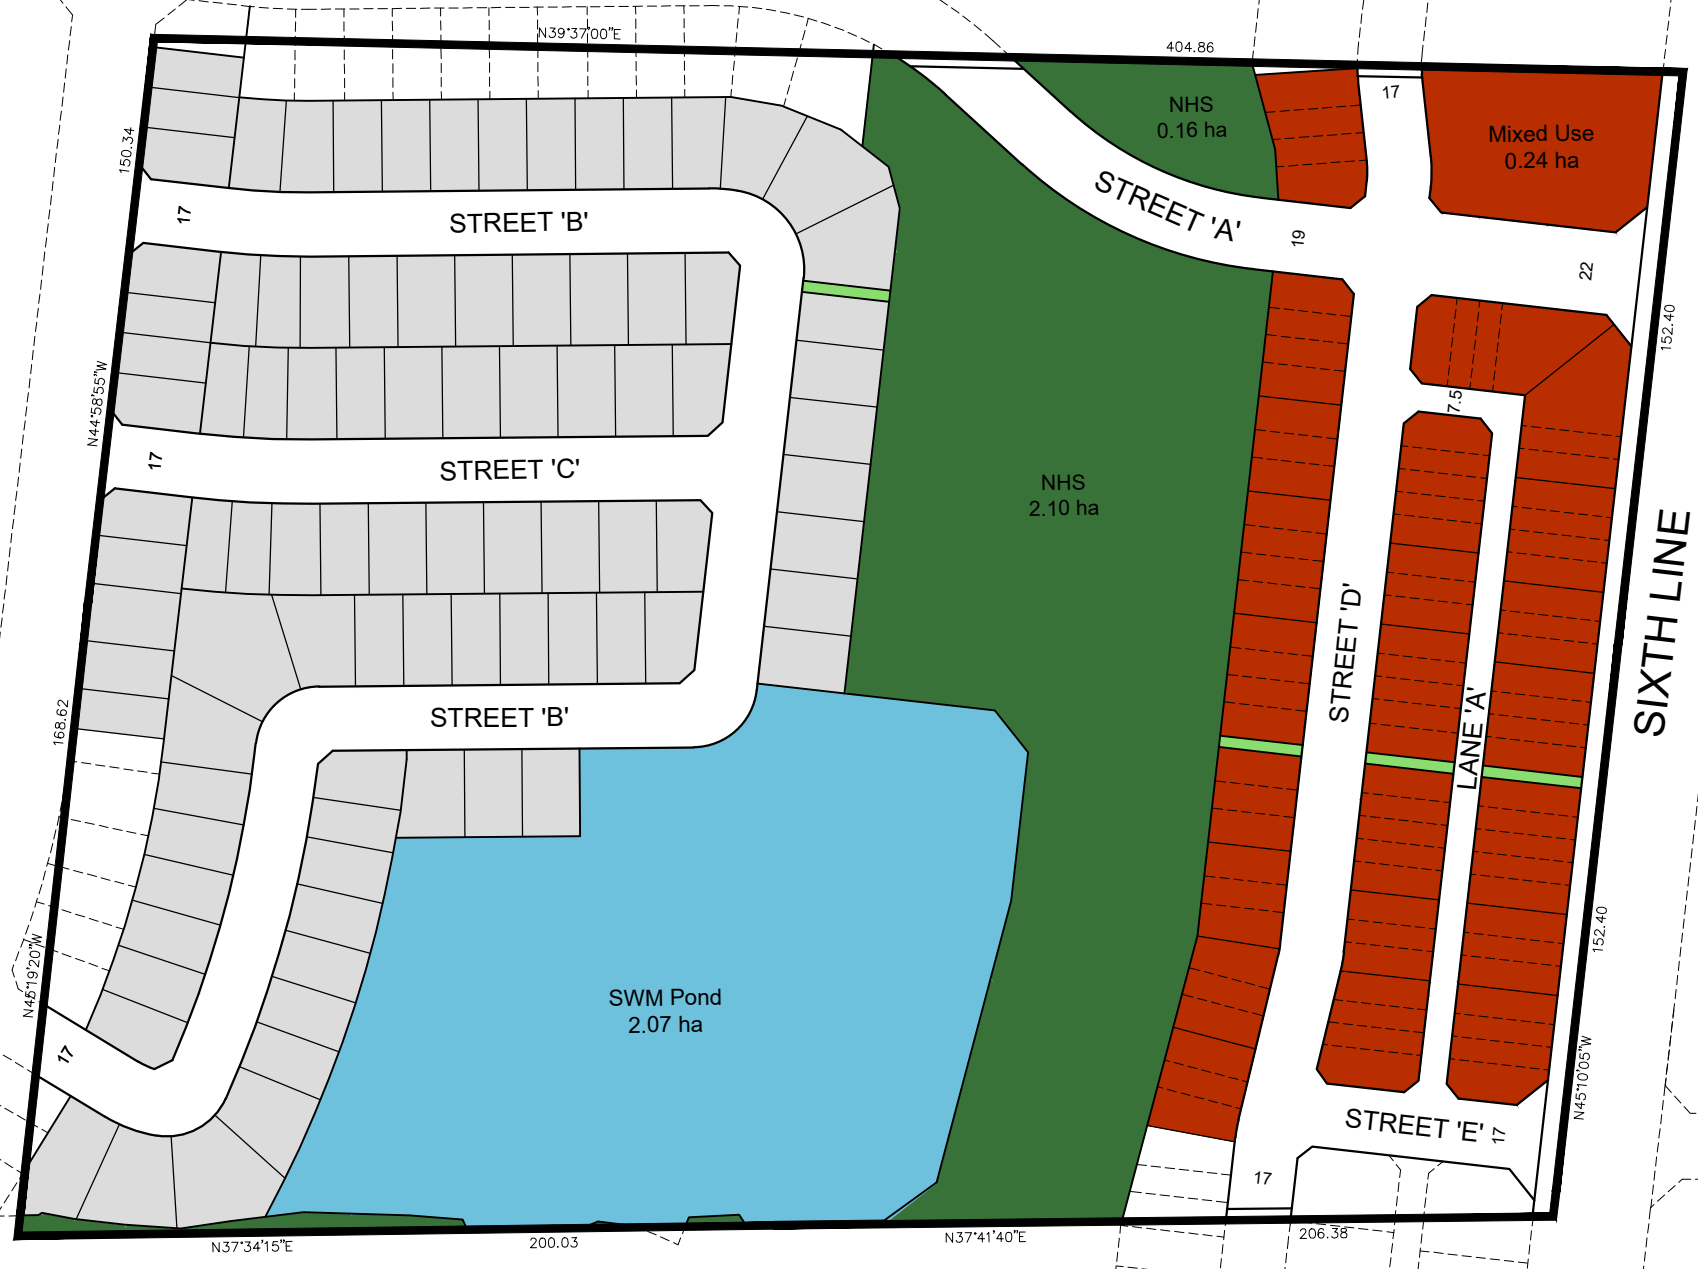 N39°37'00"E
404.86
150.34
17
NHS
0.16 ha
17
Mixed Use
0.24 ha
STREET 'A'
19
22
STREET 'B'
17
152.40
N44°58'55"W
7.5
STREET 'C'
17
NHS
2.10 ha
SIXTH LINE
STREET 'D'
LANE 'A'
168.62
STREET 'B'
152.40
N45°19'20"W
SWM Pond
2.07 ha
17
N45°10'05"W
STREET 'E'
17
17
N37°34'15"E
200.03
N37°41'40"E
206.38